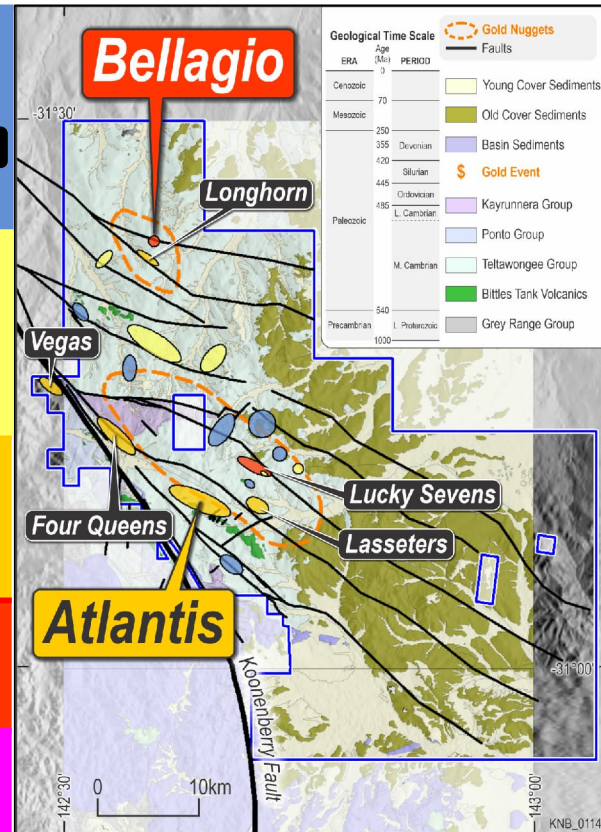 Bellagio
Longhorn
Vegas
Four Queens
Lucky Sevens
Lasseters
Atlantis
Koonenberry Fault
-31°30'
-31°00'
142°30'
143°00'
0 10km
KNB_0114
Geological Time Scale
ERA
Age
(Ma)
PERIOD
0
Cenozoic
70
Mesozoic
250
355
Devonian
420
Silurian
445
Ordovician
485
L. Cambrian
Paleozoic
M. Cambrian
540
Precambrian
L. Proterozoic
1000
Gold Nuggets
Faults
Young Cover Sediments
Old Cover Sediments
Basin Sediments
$ Gold Event
Kayrunnera Group
Ponto Group
Teltawongee Group
Bittles Tank Volcanics
Grey Range Group